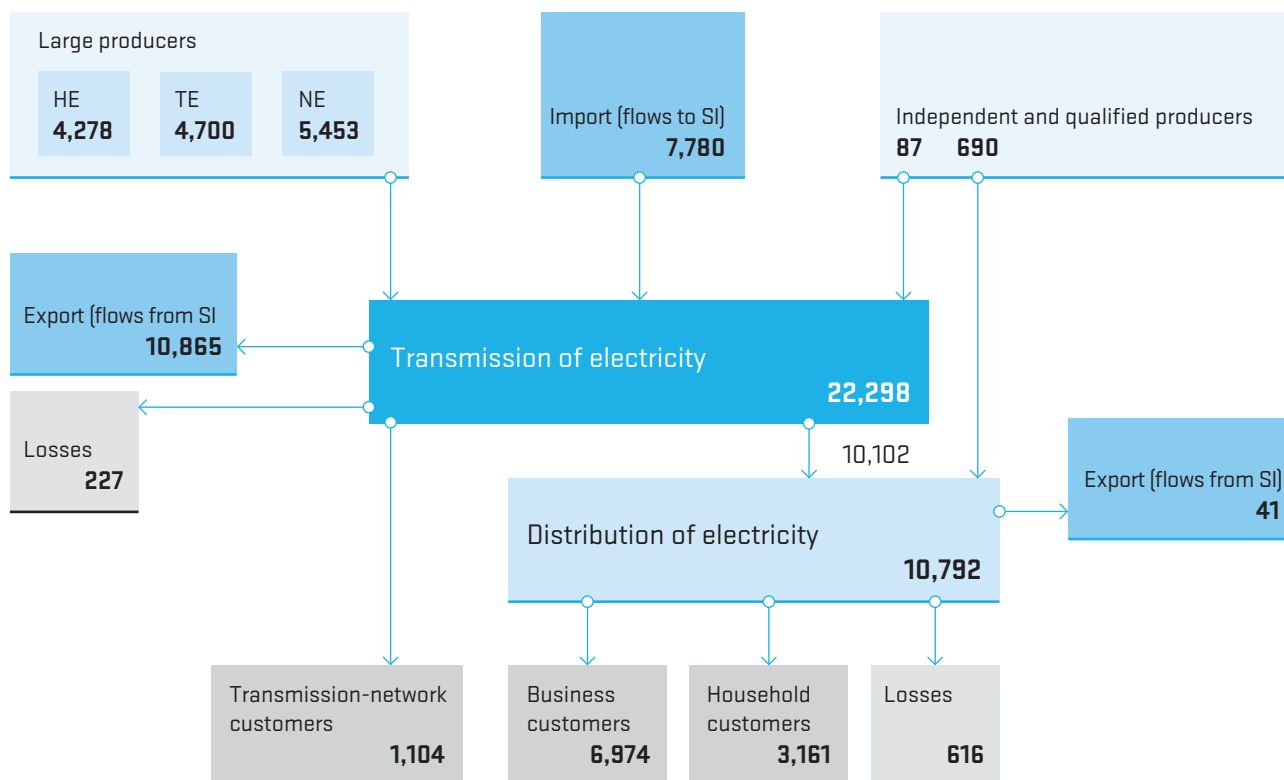 Large producers
HE
4,278
TE
4,700
NE
5,453
Import (flows to SI)
7,780
Independent and qualified producers
87 690
Export (flows from SI
10,865
Transmission of electricity
22,298
Losses
227
10,102
Export (flows from SI)
41
Distribution of electricity
10,792
Transmission-network
customers
1,104
Business
customers
6,974
Household
customers
3,161
Losses
616